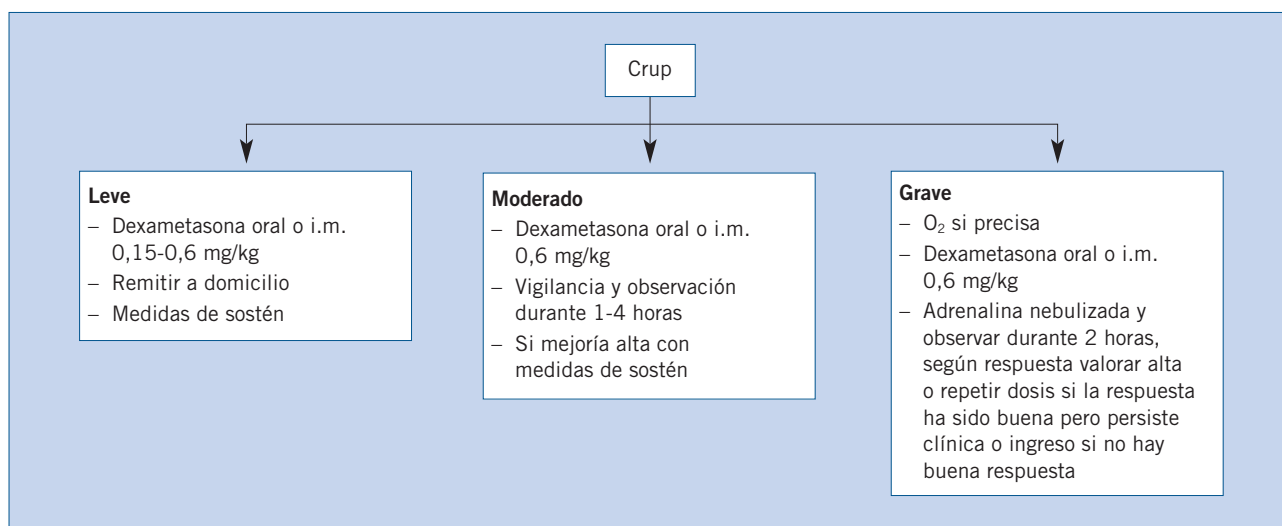 Crup
Leve
– Dexametasona oral o i.m.
0,15-0,6 mg/kg
– Remitir a domicilio
– Medidas de sostén
Moderado
– Dexametasona oral o i.m.
0,6 mg/kg
– Vigilancia y observación
durante 1-4 horas
– Si mejoría alta con
medidas de sostén
Grave
– O₂ si precisa
– Dexametasona oral o i.m.
0,6 mg/kg
– Adrenalina nebulizada y
observar durante 2 horas,
según respuesta valorar alta
o repetir dosis si la respuesta
ha sido buena pero persiste
clínica o ingreso si no hay
buena respuesta